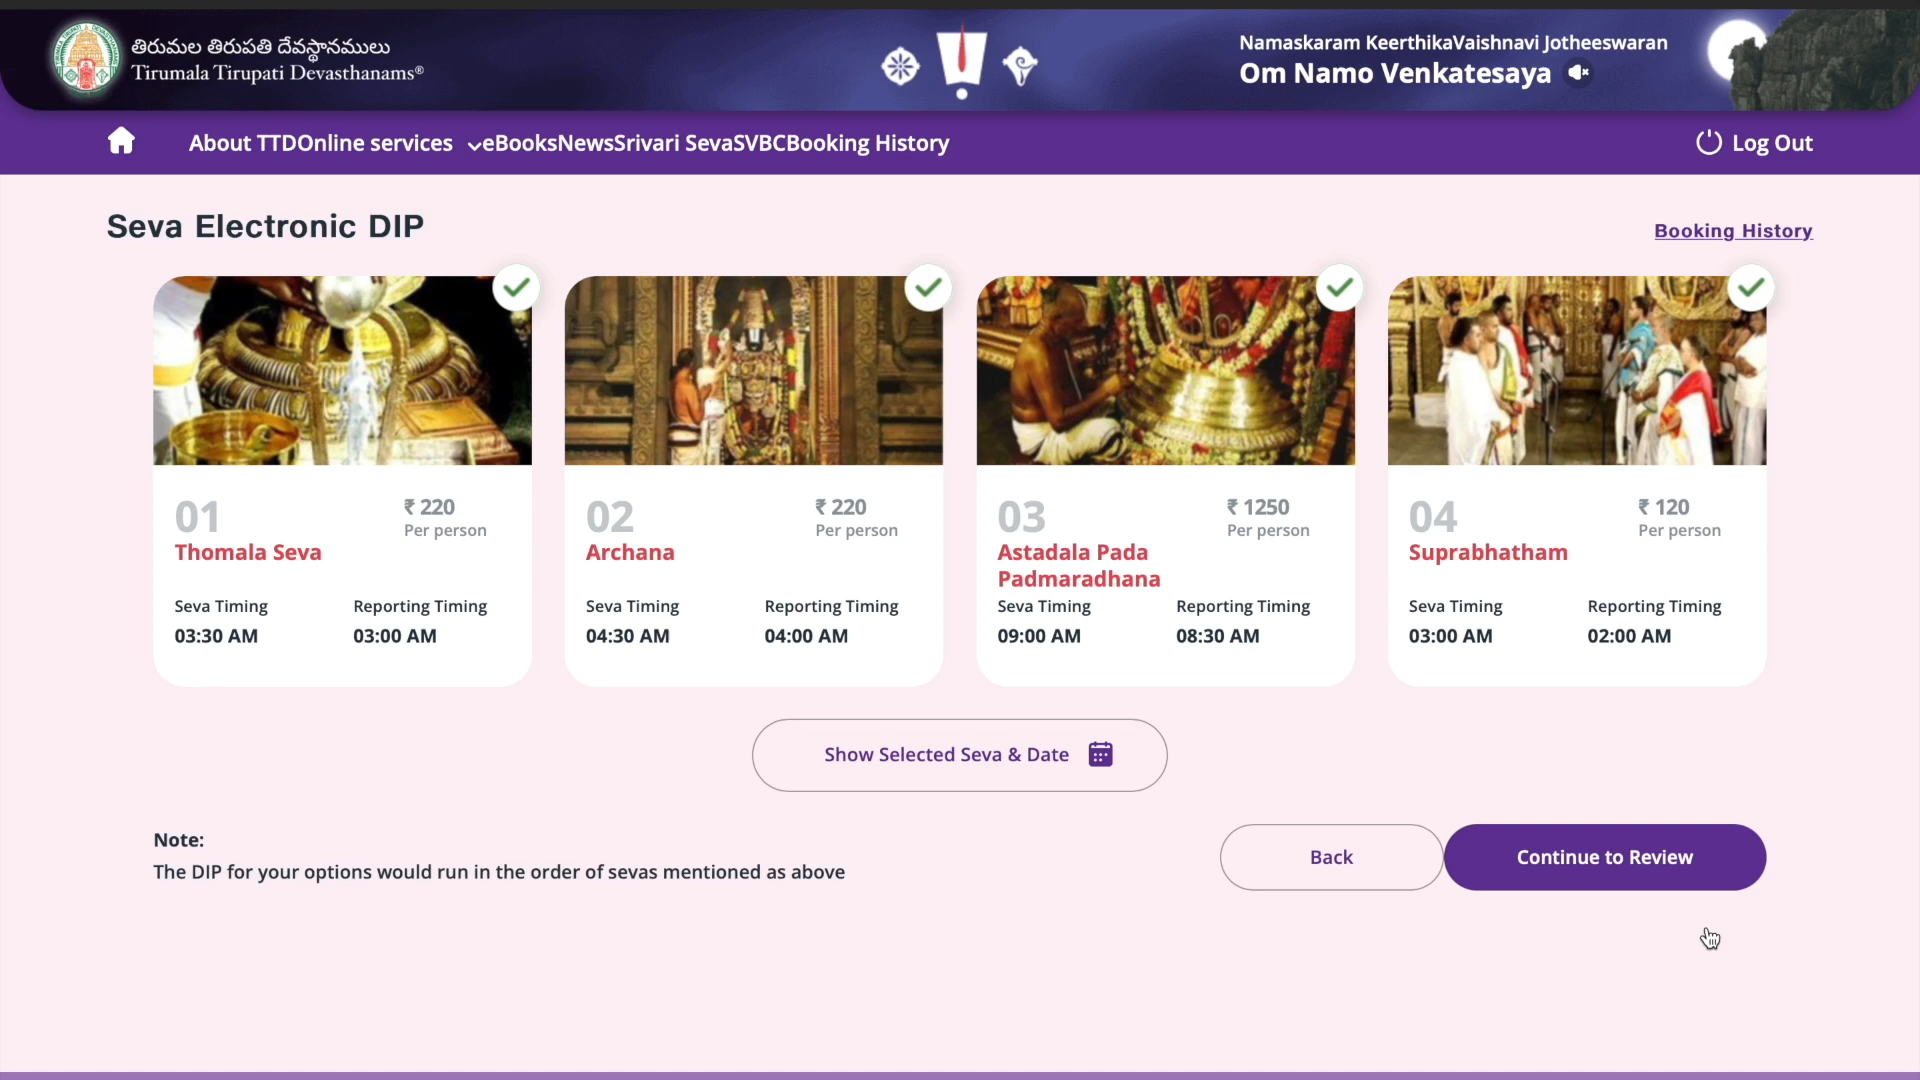 తిరుమల తిరుపతి దేవస్థానములు
Tirumala Tirupati Devasthanams®
Namaskaram KeerthikaVaishnavi Jotheeswaran
Om Namo Venkatesaya
About TTDOnline services eBooksNewsSrivari SevaSVBCBooking History
Log Out
Seva Electronic DIP
Booking History
01
₹ 220
Per person
Thomala Seva
Seva Timing Reporting Timing
03:30 AM 03:00 AM
02
₹ 220
Per person
Archana
Seva Timing Reporting Timing
04:30 AM 04:00 AM
03
₹ 1250
Per person
Astadala Pada
Padmaradhana
Seva Timing Reporting Timing
09:00 AM 08:30 AM
04
₹ 120
Per person
Suprabhatham
Seva Timing Reporting Timing
03:00 AM 02:00 AM
Show Selected Seva & Date
Note:
The DIP for your options would run in the order of sevas mentioned as above
Back
Continue to Review